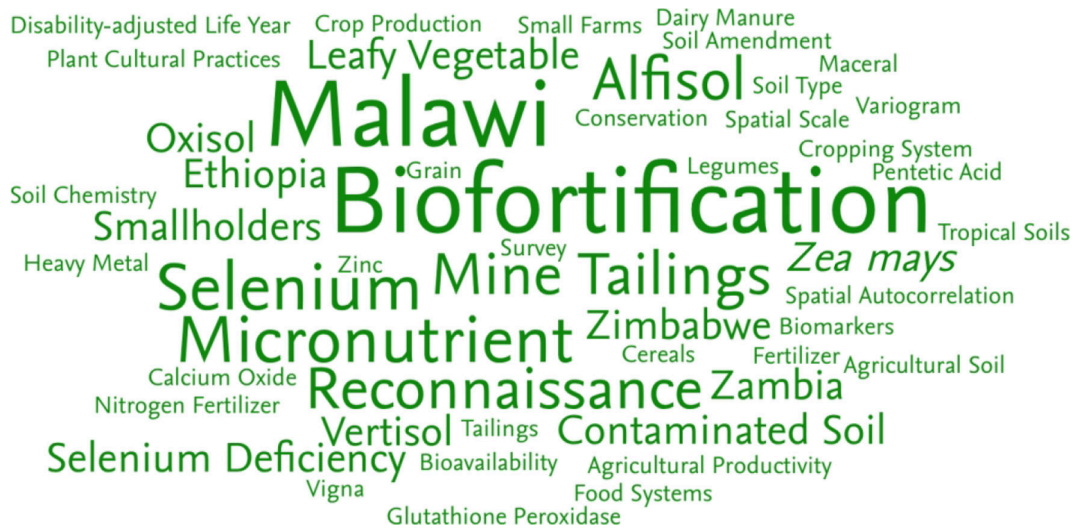 Disability-adjusted Life Year
Crop Production
Small Farms
Dairy Manure
Plant Cultural Practices
Leafy Vegetable
Soil Amendment
Alfisol
Maceral
Soil Type
Malawi
Variogram
Conservation
Spatial Scale
Oxisol
Cropping System
Ethiopia
Grain
Legumes
Pentetic Acid
Soil Chemistry
Biofortification
Smallholders
Tropical Soils
Survey
Heavy Metal
Zinc
Selenium
Mine Tailings
Zea mays
Spatial Autocorrelation
Micronutrient
Zimbabwe
Biomarkers
Cereals
Fertilizer
Agricultural Soil
Calcium Oxide
Reconnaissance
Zambia
Nitrogen Fertilizer
Vertisol
Tailings
Contaminated Soil
Selenium Deficiency
Bioavailability
Agricultural Productivity
Vigna
Food Systems
Glutathione Peroxidase